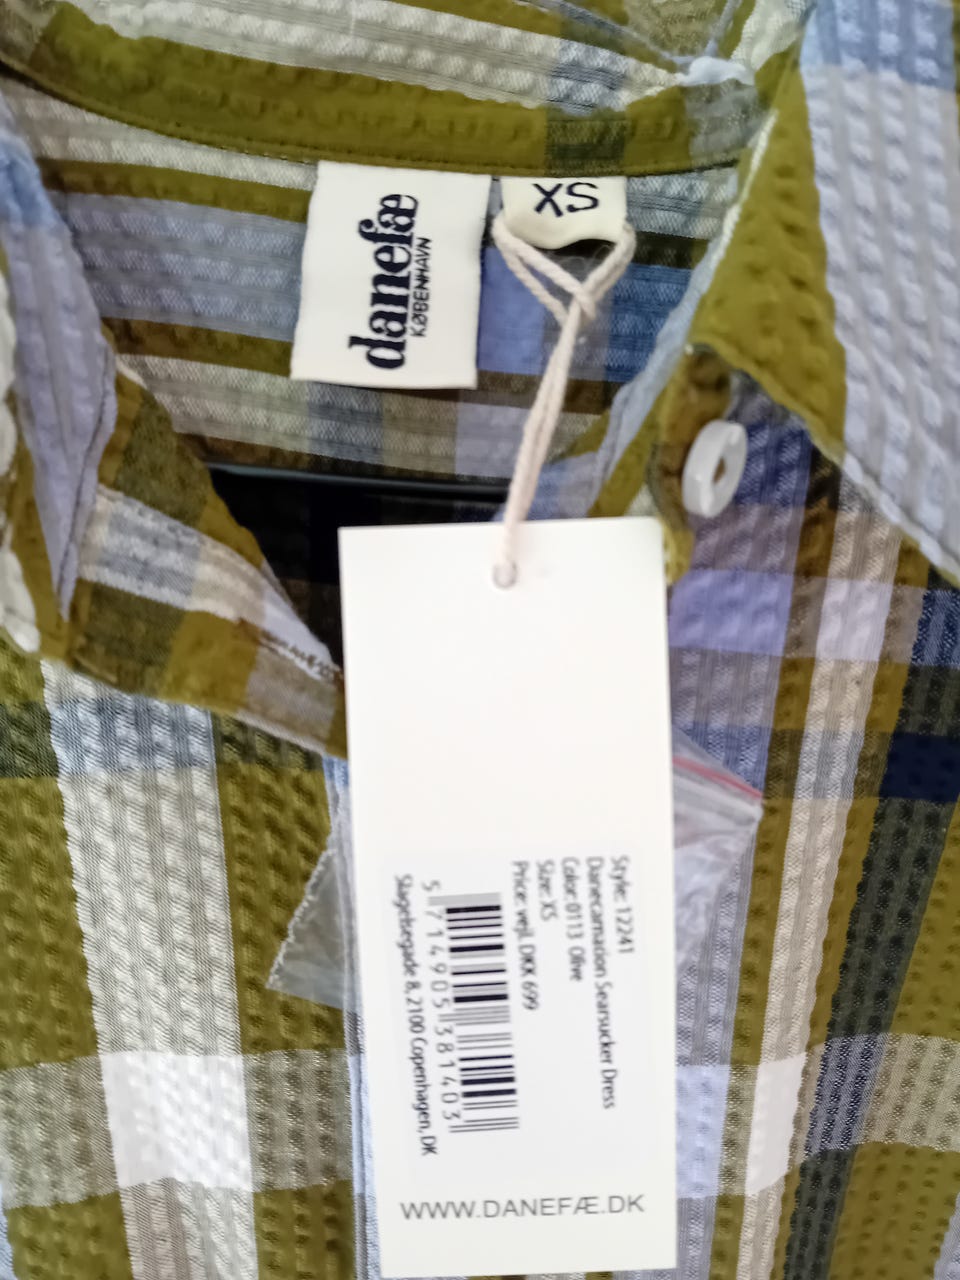 danefæ
KØBENHAVN
XS
Style: 12241
Danecarnation Searsucker Dress
Color: 0113 Olive
Size: XS
Price: vejl. DKK 699
5 714905 381403
Slagelsegade 8, 2100 Copenhagen, DK
WWW.DANEFÆ.DK